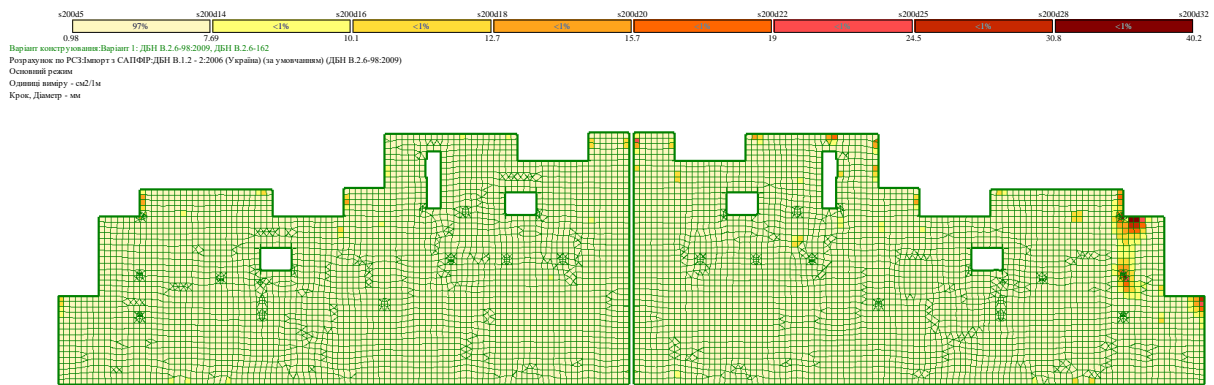 s200d5 s200d14 s200d16 s200d18 s200d20 s200d22 s200d25 s200d28 s200d32
97% <1% <1% <1% <1% <1% <1% <1%
0.98 7.69 10.1 12.7 15.7 19 24.5 30.8 40.2
Варіант конструювання:Варіант 1: ДБН В.2.6-98:2009, ДБН В.2.6-162
Розрахунок по РСЗ:Імпорт з САПФІР:ДБН В.1.2 - 2:2006 (Україна) (за умовчанням) (ДБН В.2.6-98:2009)
Основний режим
Одиниці виміру - см2/1м
Крок, Діаметр - мм